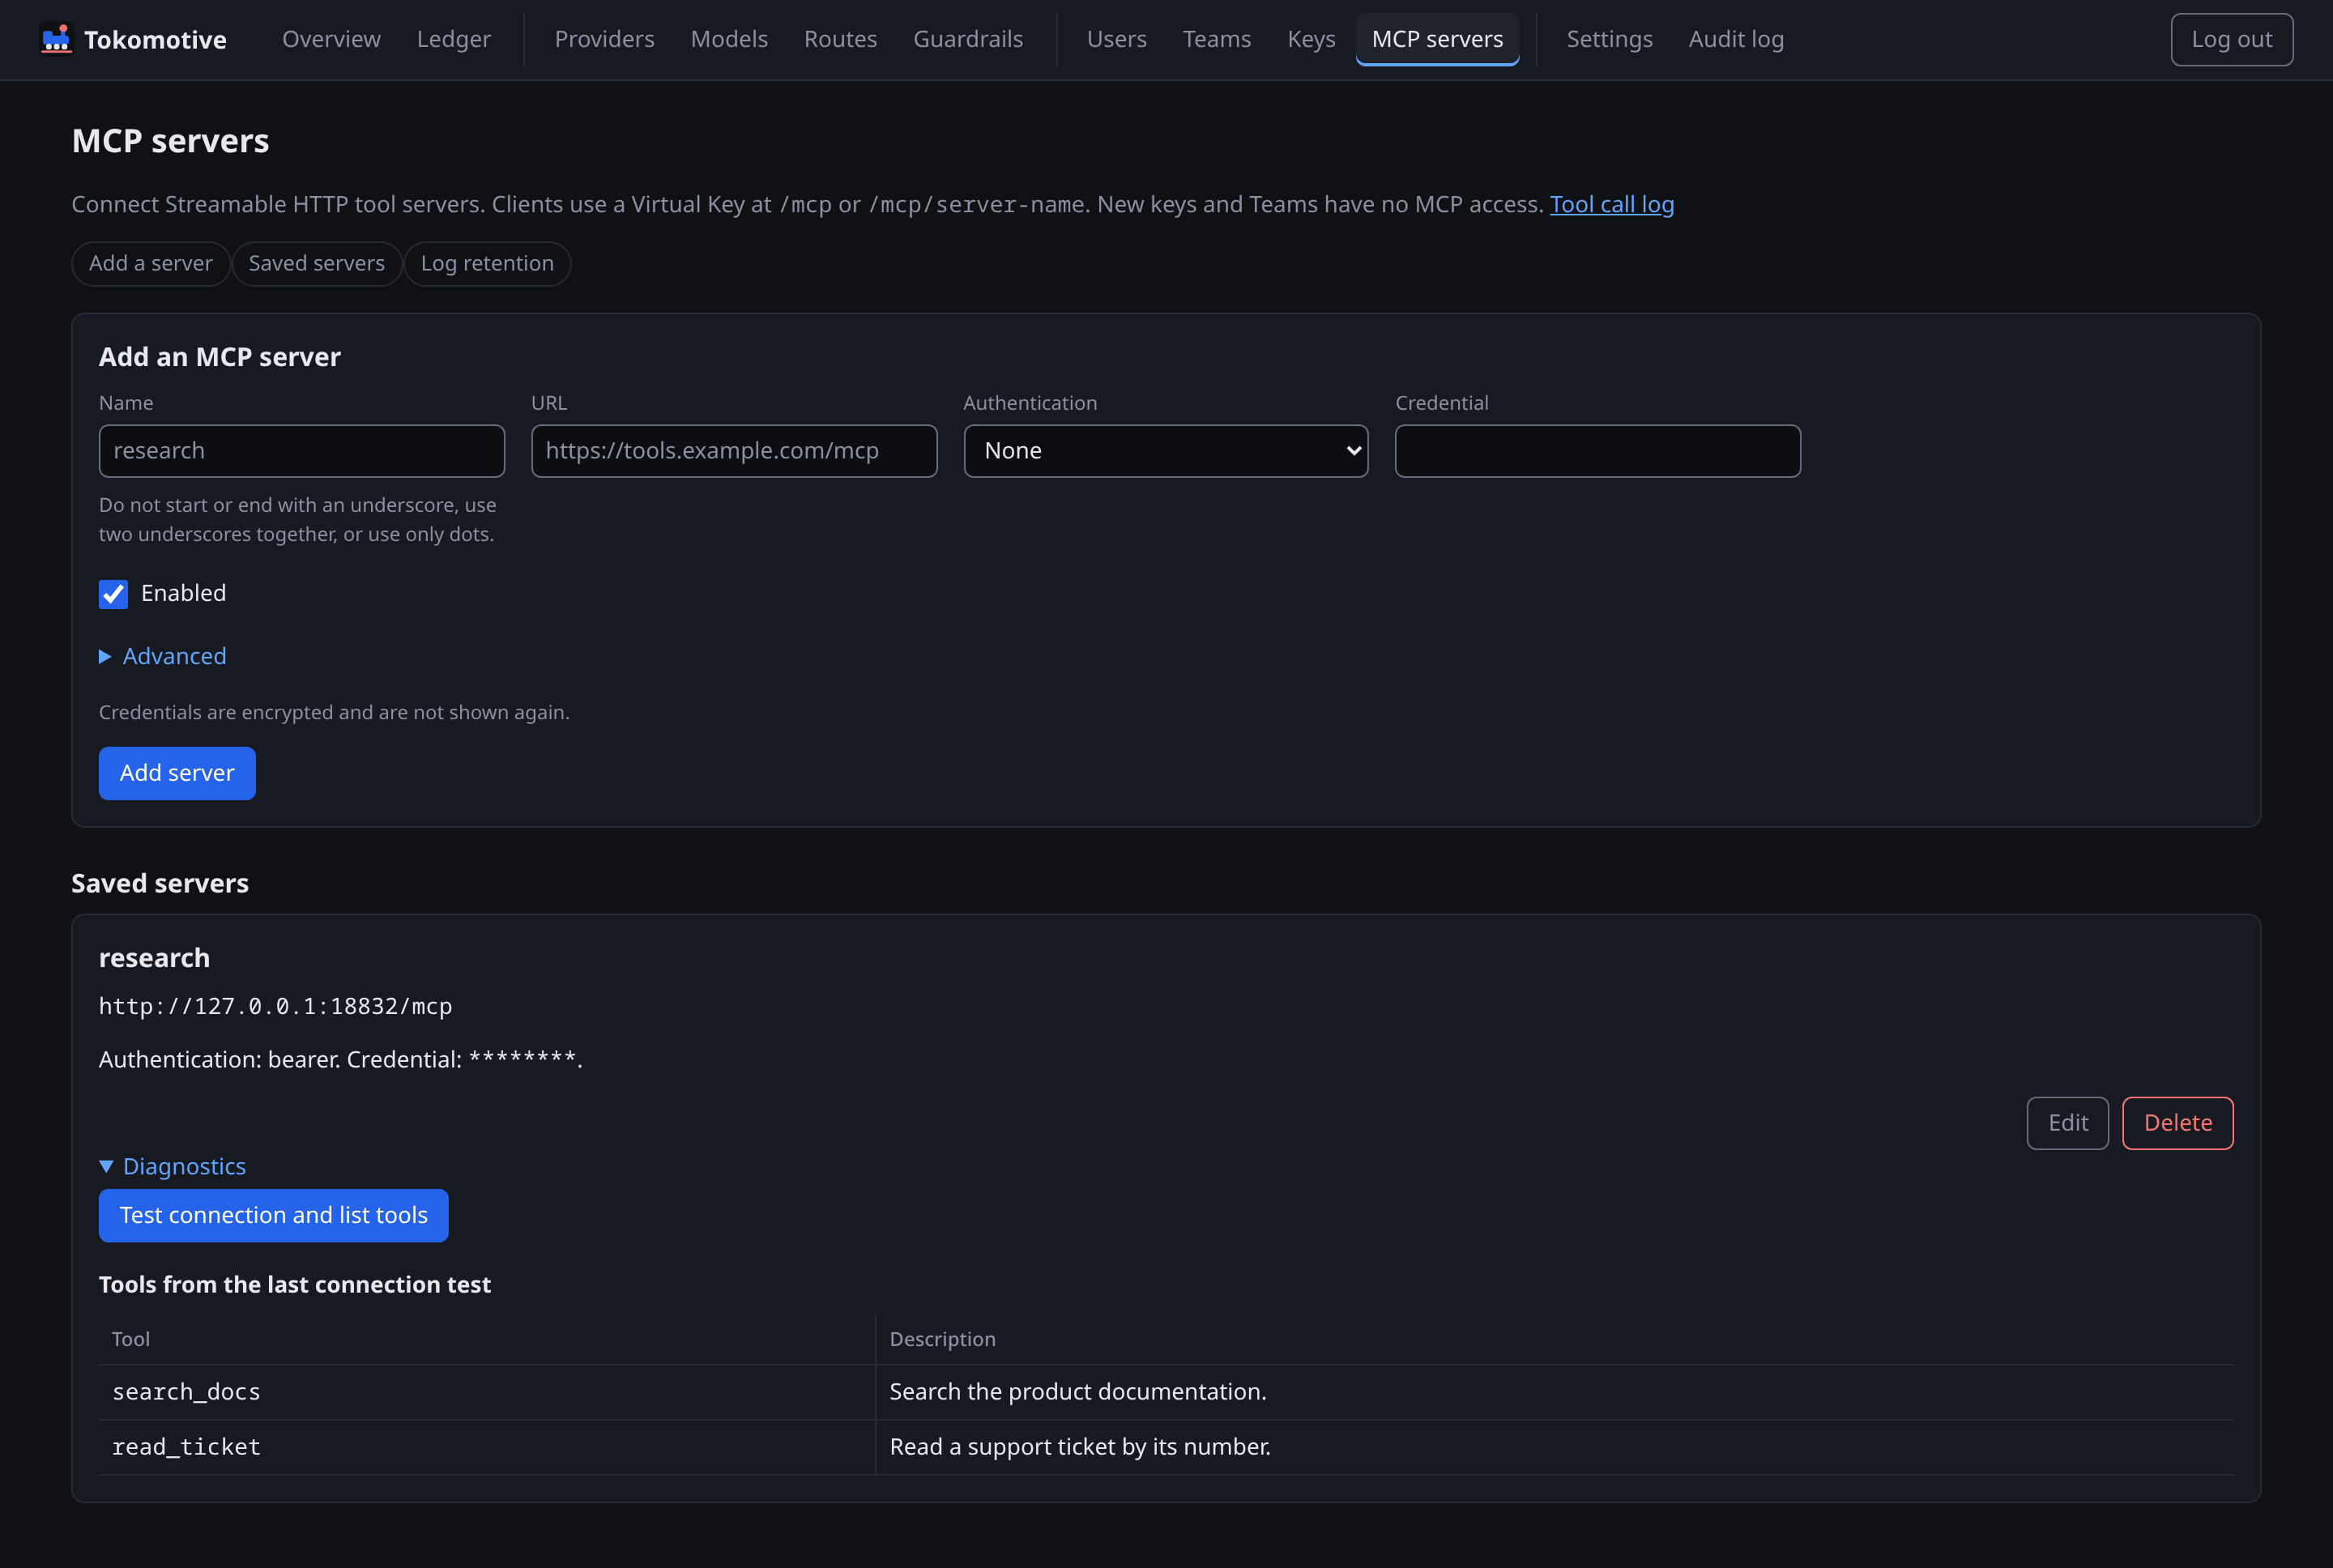 Tokomotive Overview Ledger Providers Models Routes Guardrails Users Teams Keys MCP servers Settings Audit log Log out
MCP servers
Connect Streamable HTTP tool servers. Clients use a Virtual Key at /mcp or /mcp/server-name. New keys and Teams have no MCP access. Tool call log
Add a server Saved servers Log retention
Add an MCP server
Name URL Authentication Credential
research https://tools.example.com/mcp None
Do not start or end with an underscore, use
two underscores together, or use only dots.
Enabled
Advanced
Credentials are encrypted and are not shown again.
Add server
Saved servers
research
http://127.0.0.1:18832/mcp
Authentication: bearer. Credential: ********.
Edit Delete
Diagnostics
Test connection and list tools
Tools from the last connection test
Tool Description
search_docs Search the product documentation.
read_ticket Read a support ticket by its number.